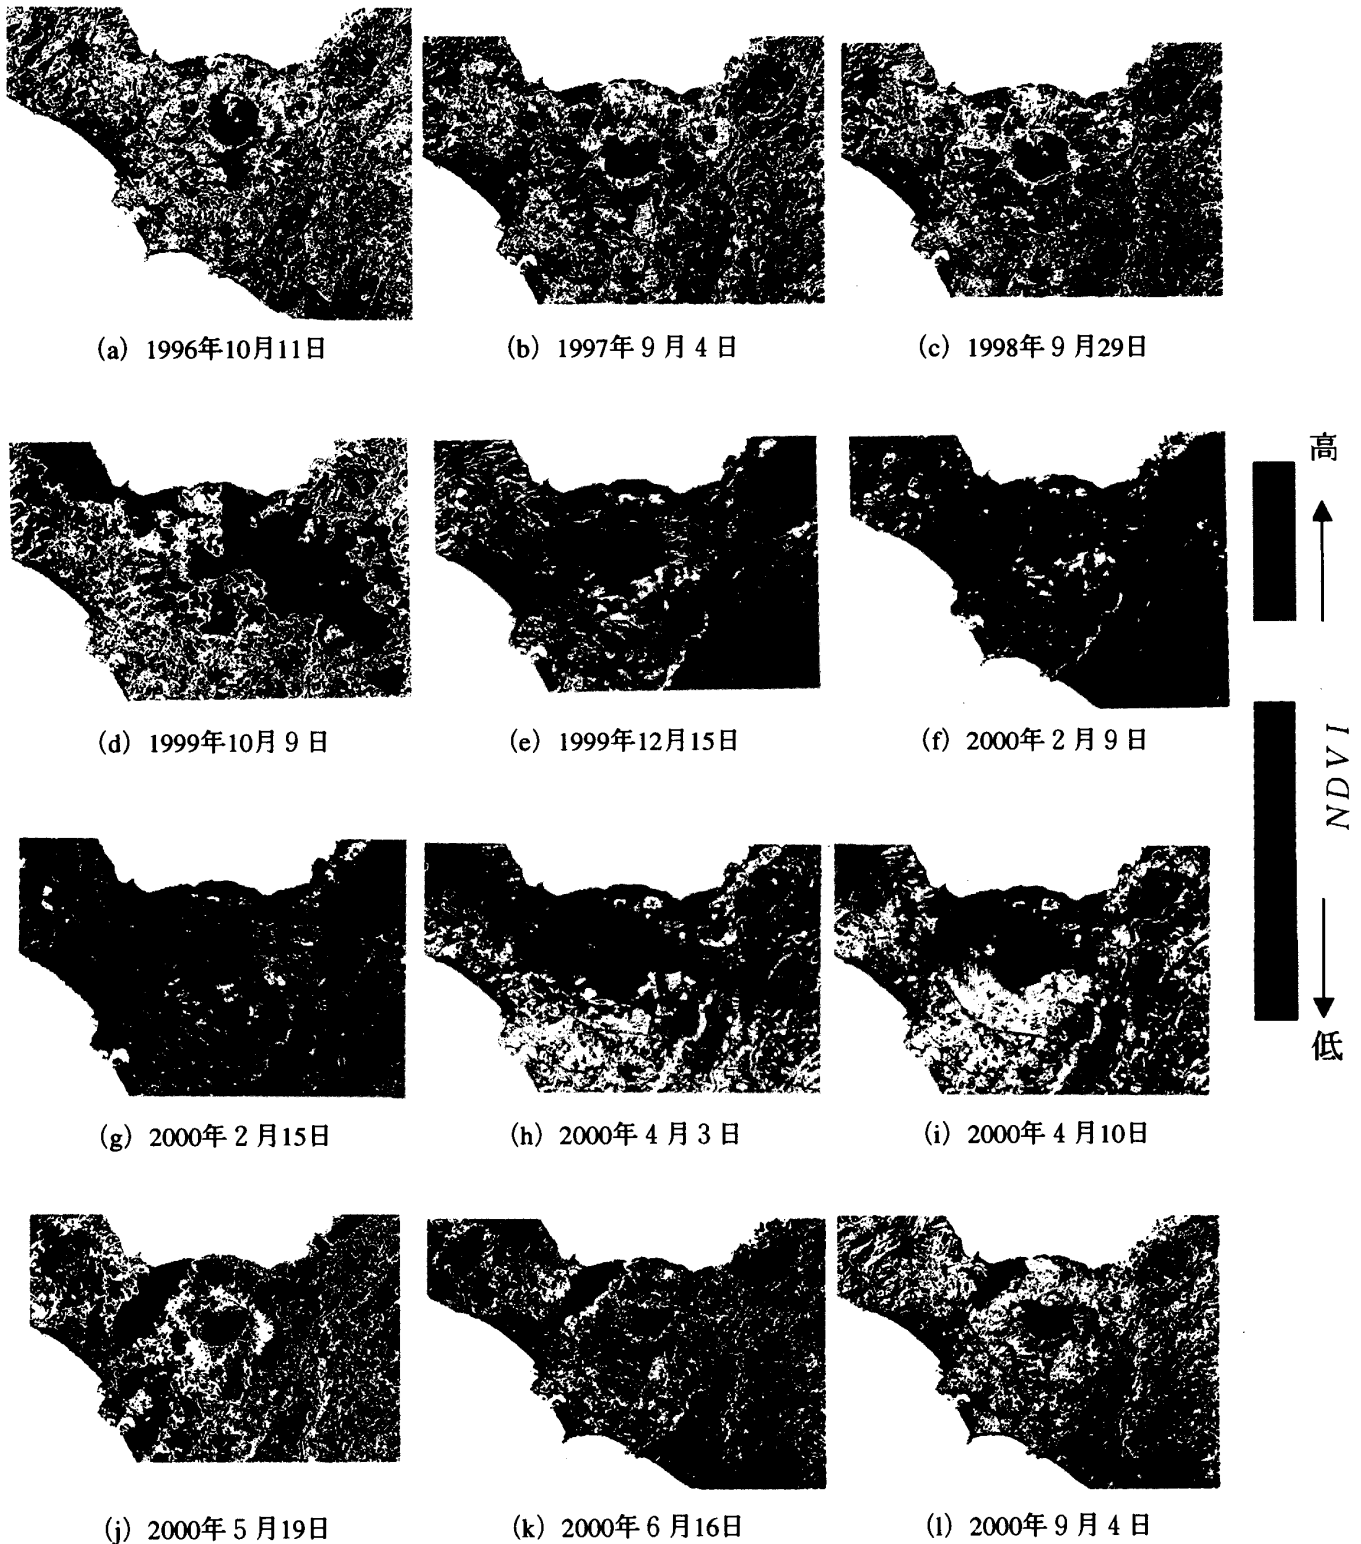 (a) 1996年10月11日
(b) 1997年9月4日
(c) 1998年9月29日
高
(d) 1999年10月9日
(e) 1999年12月15日
(f) 2000年2月9日
NDVI
低
(g) 2000年2月15日
(h) 2000年4月3日
(i) 2000年4月10日
(j) 2000年5月19日
(k) 2000年6月16日
(l) 2000年9月4日